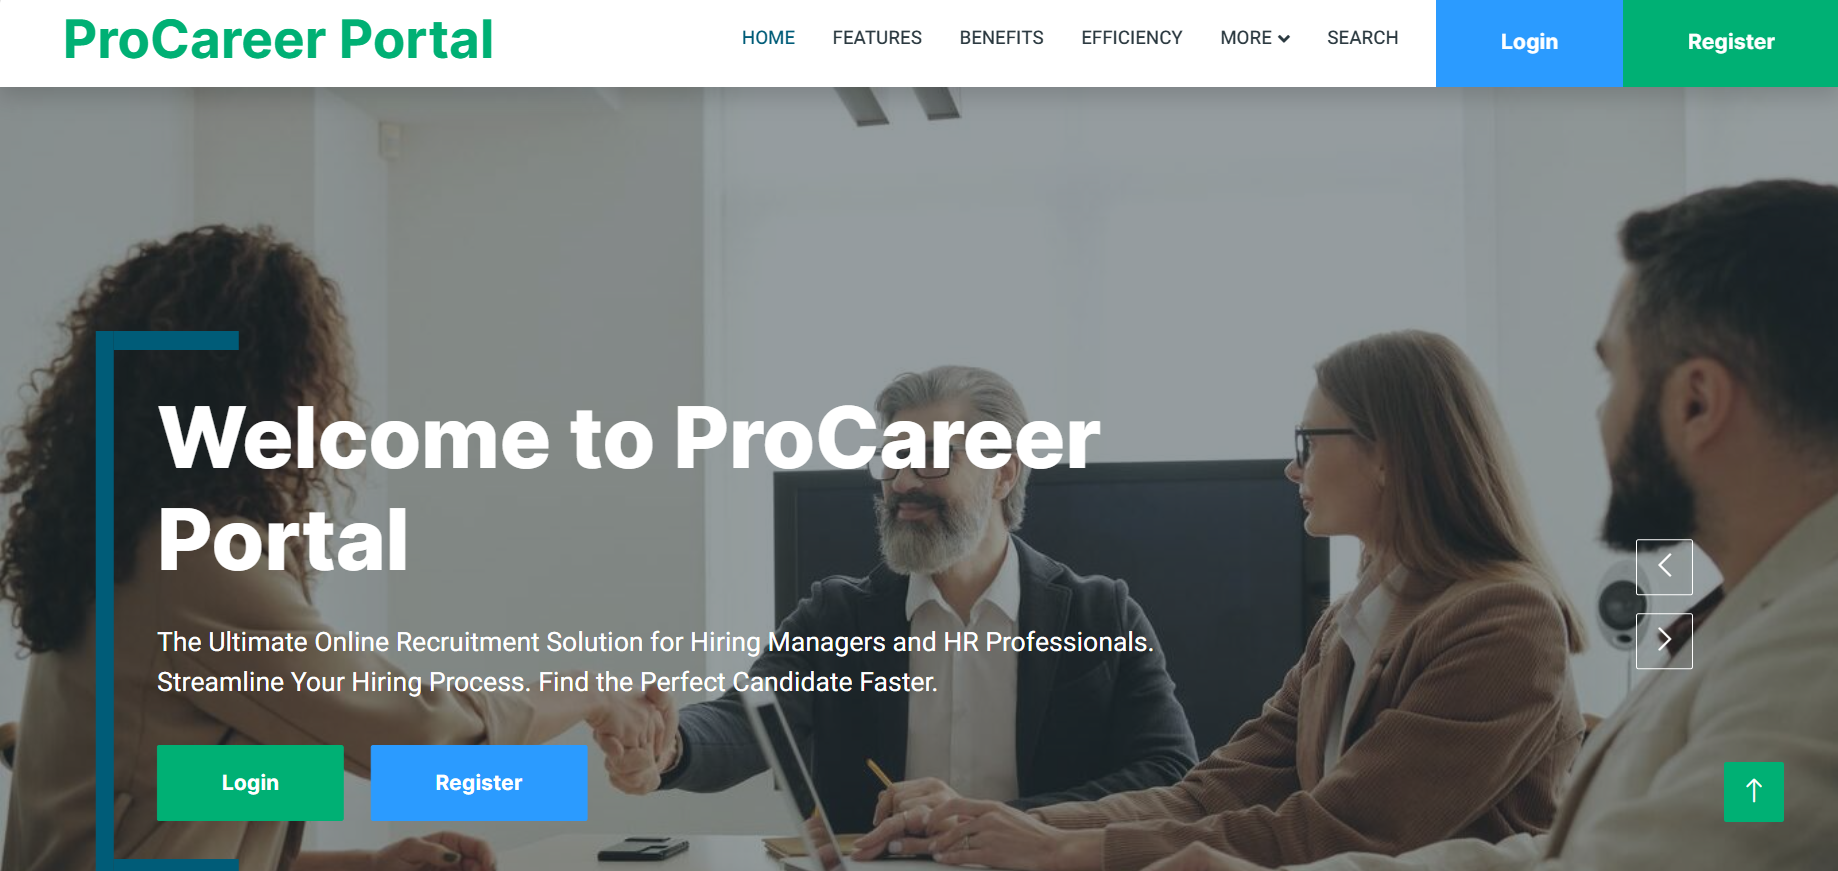 ProCareer Portal
HOME FEATURES BENEFITS EFFICIENCY MORE SEARCH Login Register
Welcome to ProCareer
Portal
The Ultimate Online Recruitment Solution for Hiring Managers and HR Professionals.
Streamline Your Hiring Process. Find the Perfect Candidate Faster.
Login Register